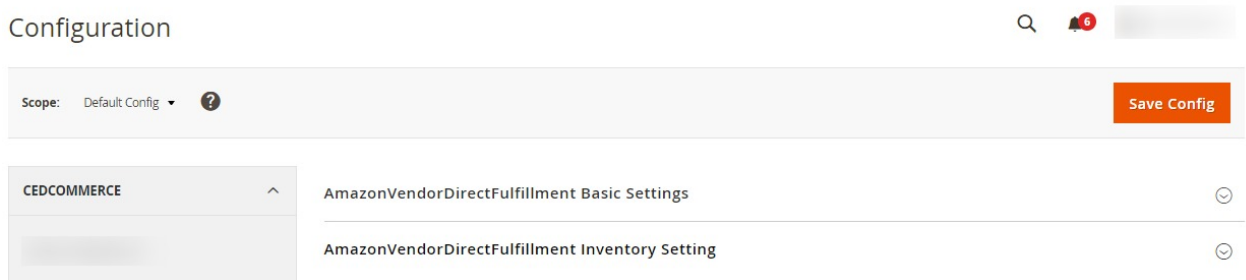 Configuration
6
Scope: Default Config
?
Save Config
CEDCOMMERCE
AmazonVendorDirectFulfillment Basic Settings
AmazonVendorDirectFulfillment Inventory Setting